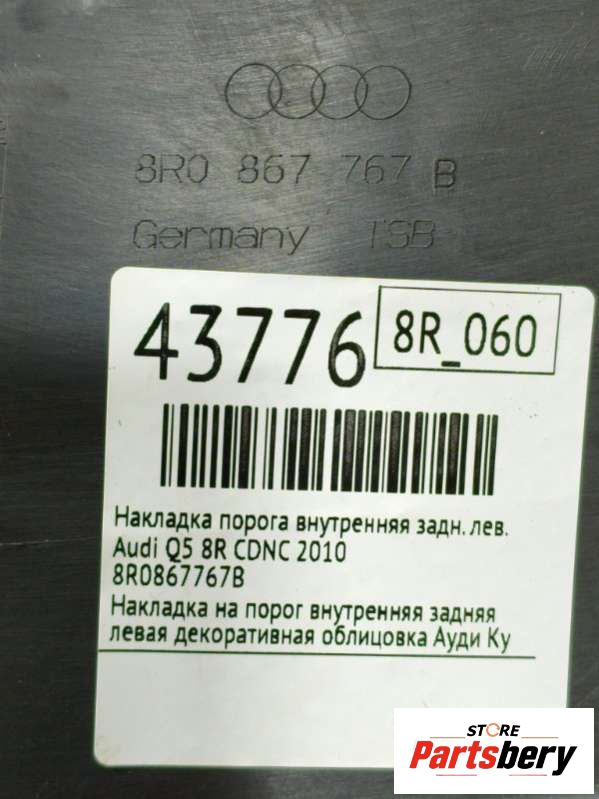 8R0 867 767 B
Germany TSB
43776
8R_060
Накладка порога внутренняя задн. лев.
Audi Q5 8R CDNC 2010
8R0867767B
Накладка на порог внутренняя задняя
левая декоративная облицовка Ауди Ку
STORE
Partsbery